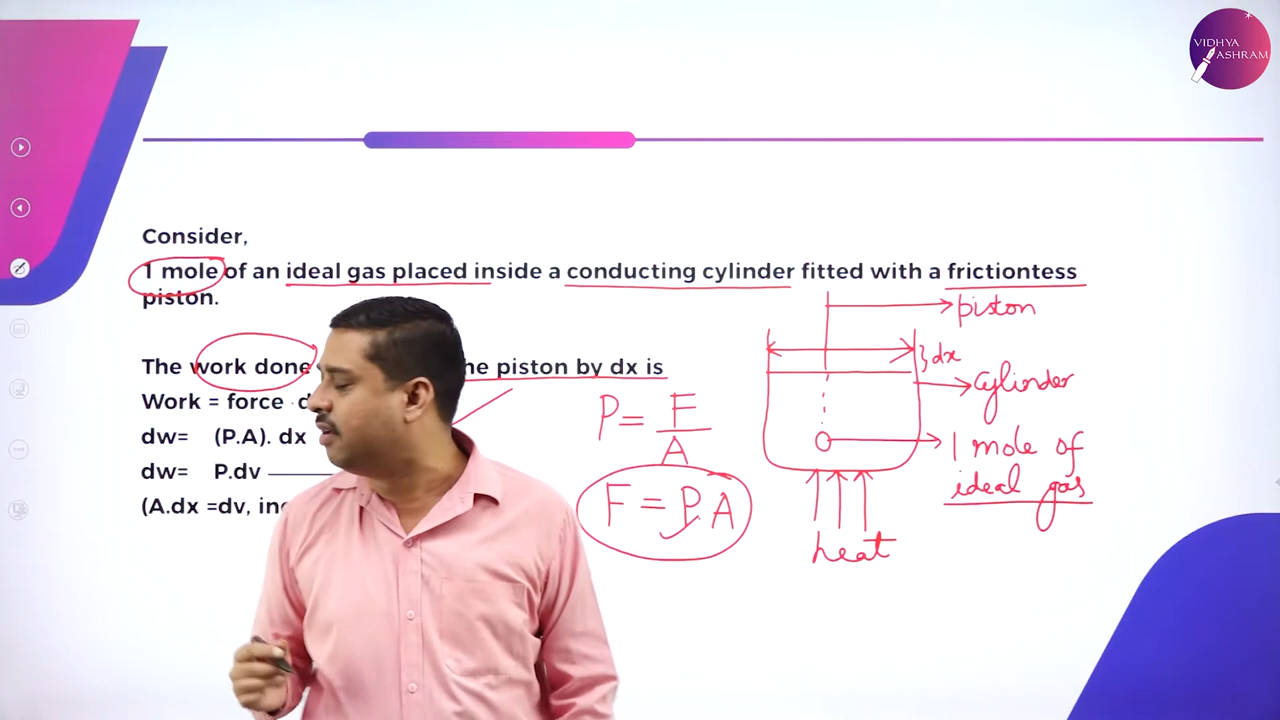 VIDHYA
ASHRAM
Consider,
1 mole of an ideal gas placed inside a conducting cylinder fitted with a frictiontess
piston.
The work done he piston by dx is
Work = force · d
dw= (P.A). dx
dw= P.dv
(A.dx =dv, inc
P = F
A
F = P.A
piston
dx
cylinder
1 mole of
ideal gas
heat